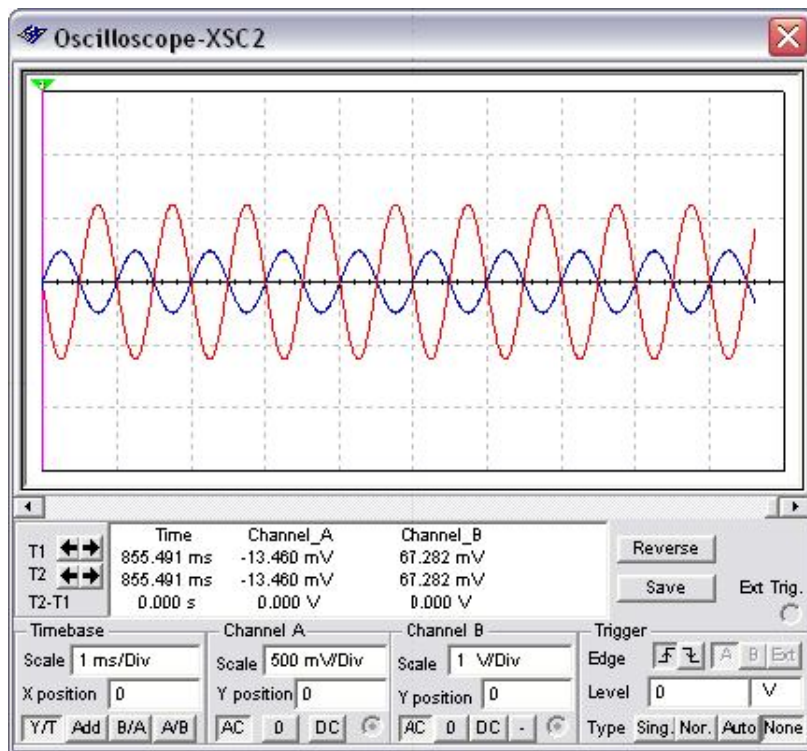 Oscilloscope-XSC2
Time Channel_A Channel_B
T1 855.491 ms -13.460 mV 67.282 mV
T2 855.491 ms -13.460 mV 67.282 mV
T2-T1 0.000 s 0.000 V 0.000 V
Reverse
Save
Ext Trig.
Timebase
Scale 1 ms/Div
X position 0
Y/T Add B/A A/B
Channel A
Scale 500 mV/Div
Y position 0
AC 0 DC
Channel B
Scale 1 V/Div
Y position 0
AC 0 DC -
Trigger
Edge A B Ext
Level 0 V
Type Sing. Nor. Auto None